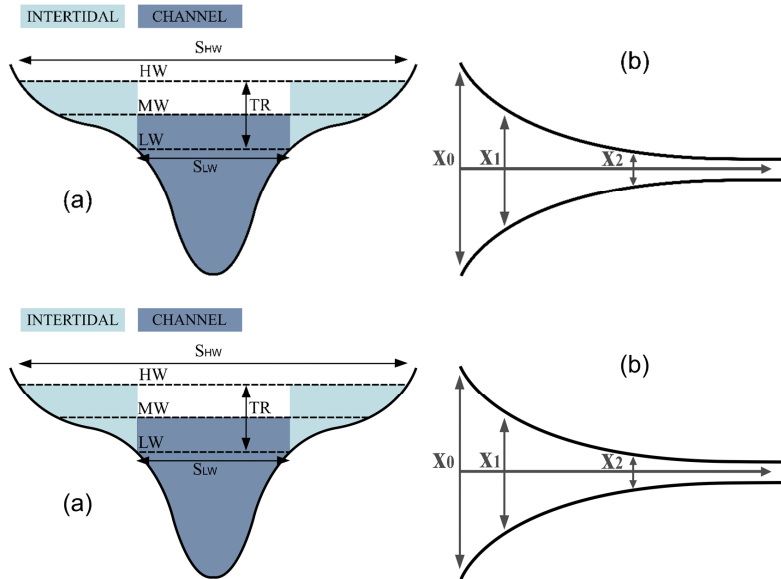 INTERTIDAL CHANNEL
SHW
HW
MW
TR
LW
SLW
(a)
(b)
X0 X1 X2
INTERTIDAL CHANNEL
SHW
HW
MW
TR
LW
SLW
(a)
(b)
X0 X1 X2